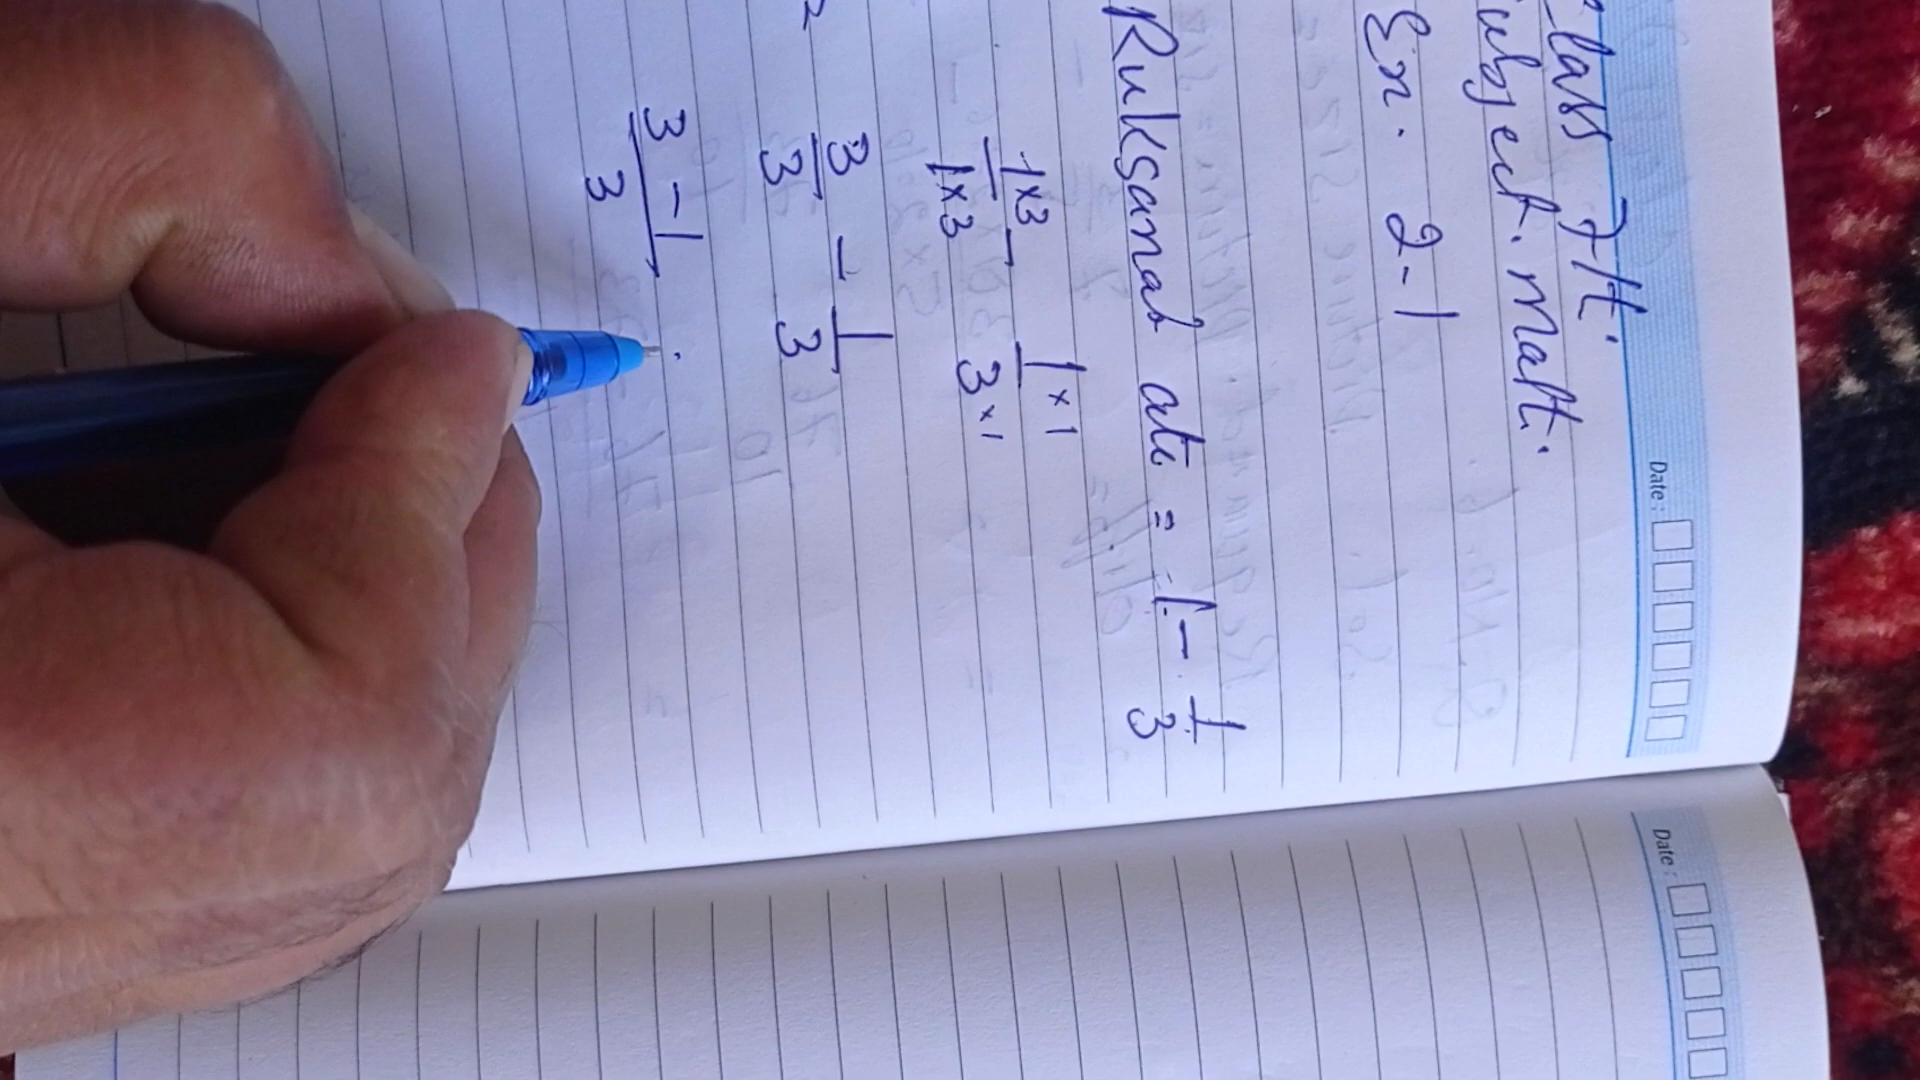 Date :
Class 7th.
Subject. math.
Ex. 2-1
Ruksanab ate = 1 - 1/3
1×3/1×3 - 1×1/3×1
3/3 - 1/3
3-1/3
Date :